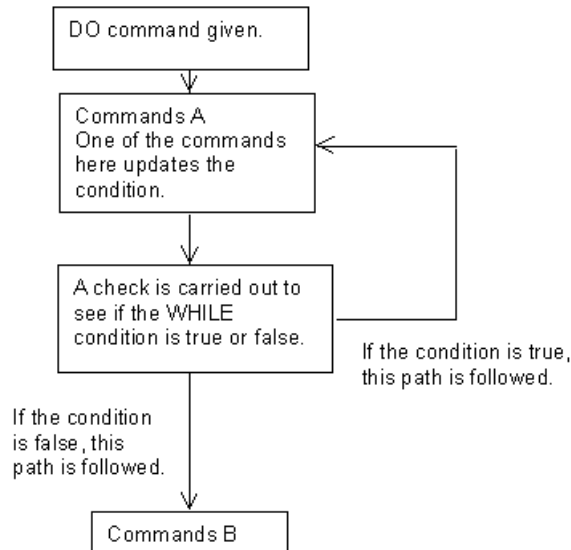 DO command given.
Commands A
One of the commands
here updates the
condition.
A check is carried out to
see if the WHILE
condition is true or false.
If the condition is true,
this path is followed.
If the condition
is false, this
path is followed.
Commands B